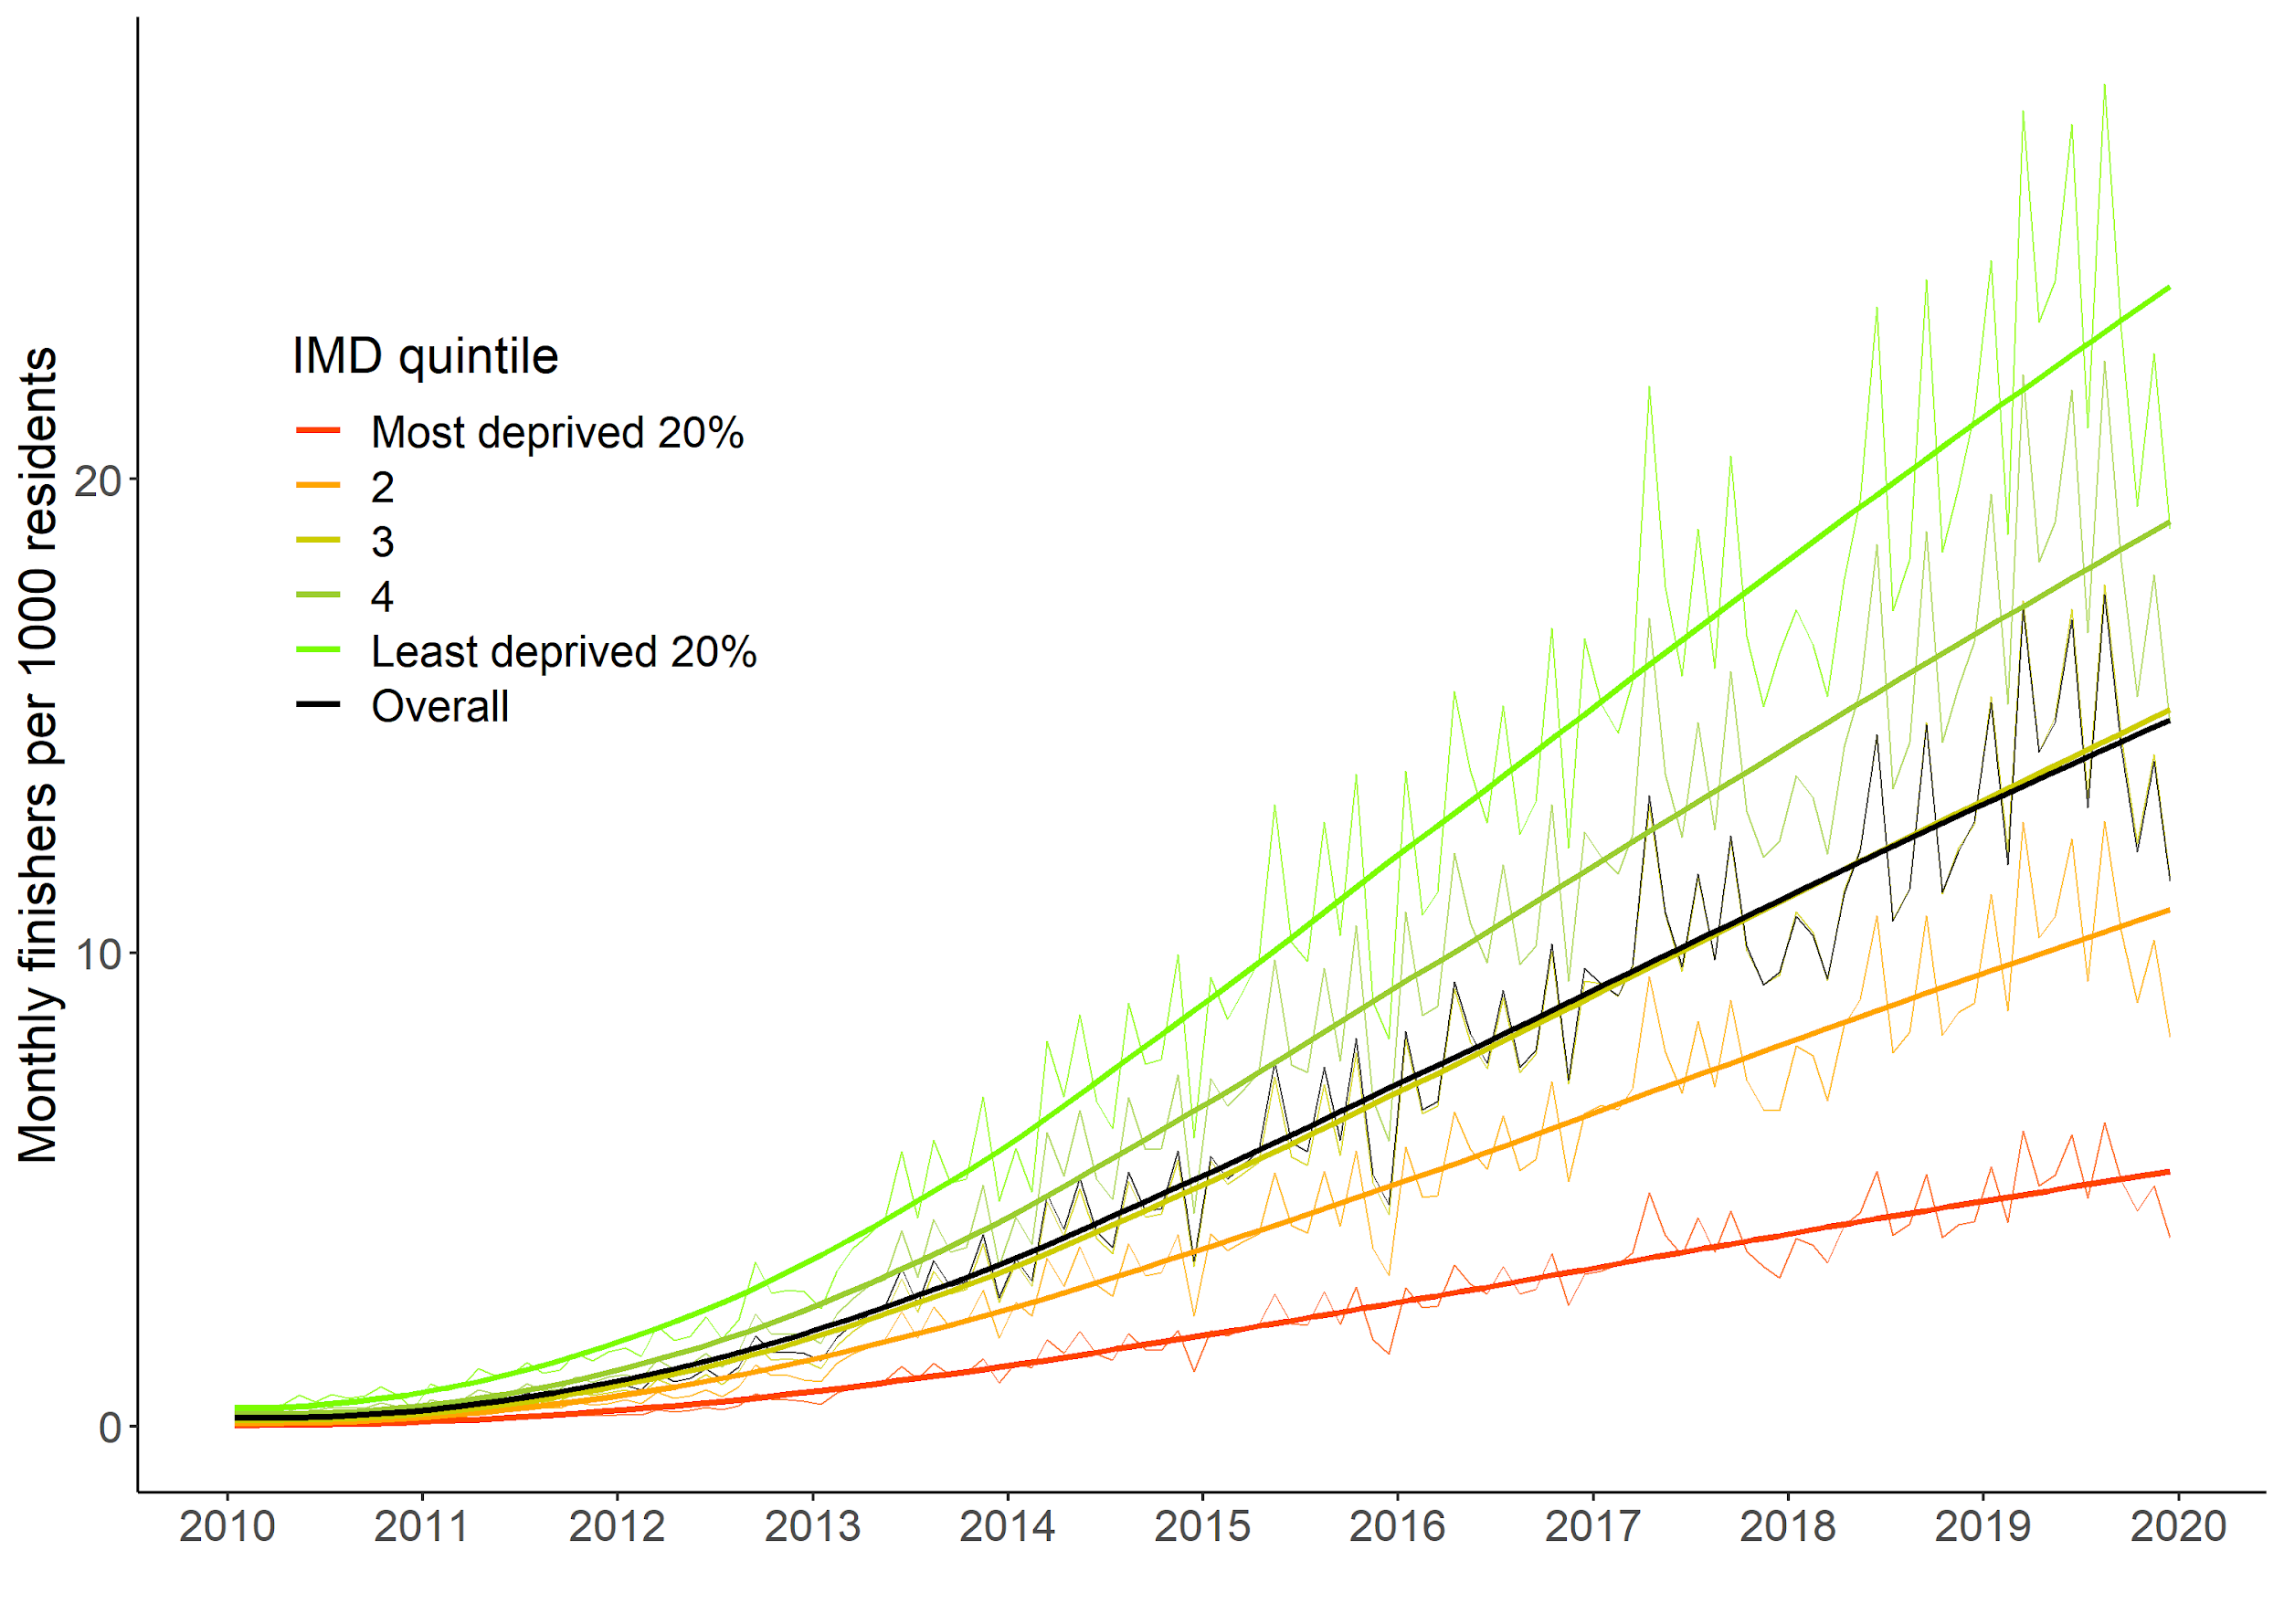 Monthly finishers per 1000 residents
20
10
0
IMD quintile
Most deprived 20%
2
3
4
Least deprived 20%
Overall
2010 2011 2012 2013 2014 2015 2016 2017 2018 2019 2020